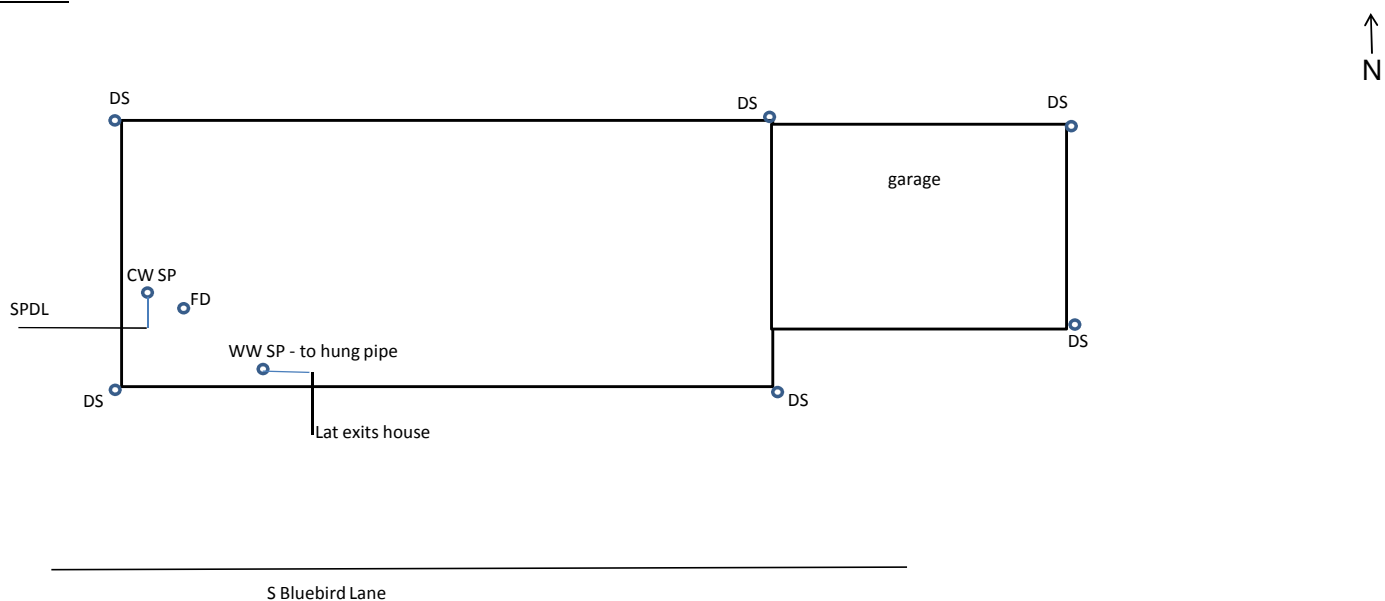 N
DS
DS
DS
garage
CW SP
FD
SPDL
WW SP - to hung pipe
DS
DS
DS
Lat exits house
S Bluebird Lane